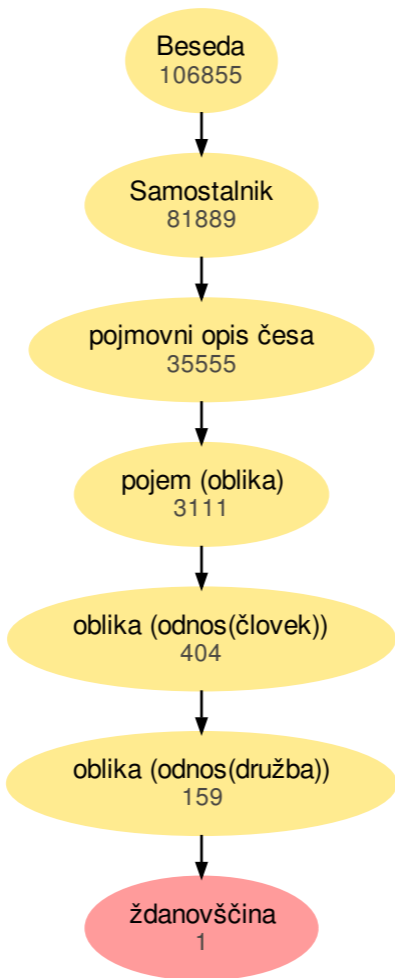 Beseda
106855
Samostalnik
81889
pojmovni opis česa
35555
pojem (oblika)
3111
oblika (odnos(človek))
404
oblika (odnos(družba))
159
ždanovščina
1